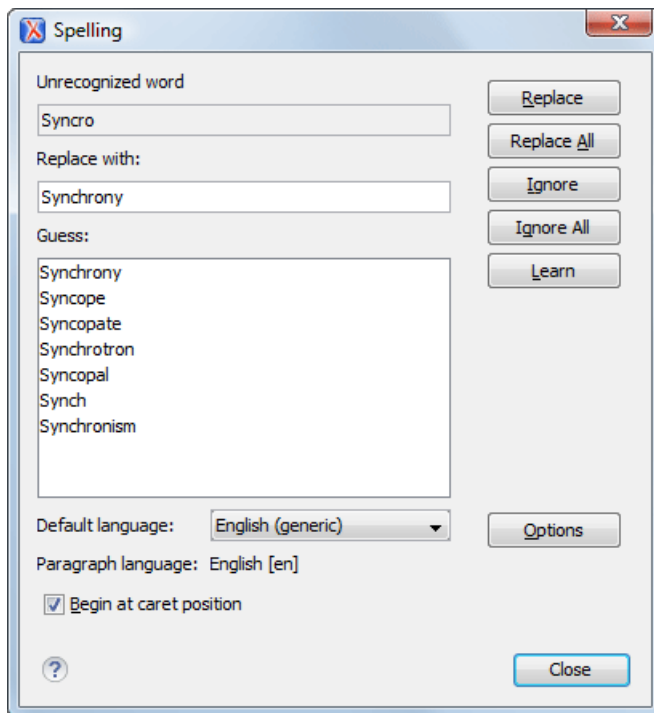 Spelling
Unrecognized word
Syncro
Replace with:
Synchrony
Guess:
Synchrony
Syncope
Syncopate
Synchrotron
Syncopal
Synch
Synchronism
Replace
Replace All
Ignore
Ignore All
Learn
Default language: English (generic)
Options
Paragraph language: English [en]
Begin at caret position
?
Close